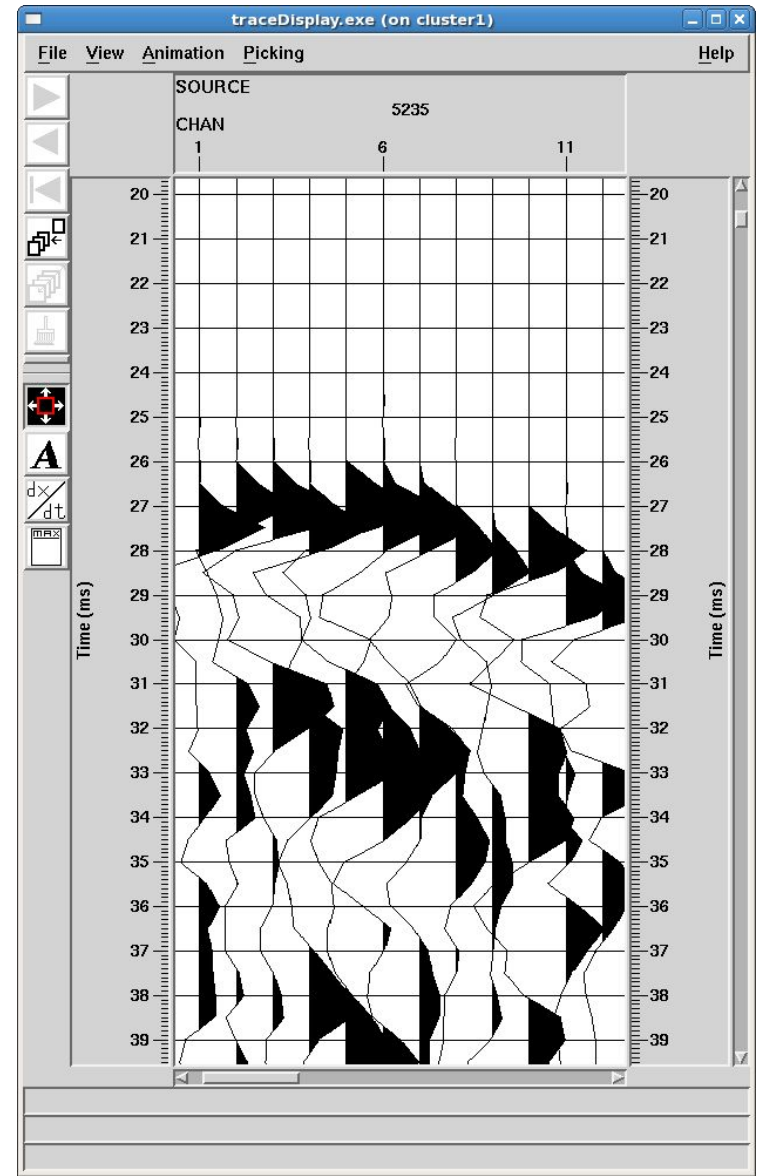 traceDisplay.exe (on cluster1)
File View Animation Picking Help
SOURCE
5235
CHAN
1 6 11
20 20
21 21
22 22
23 23
24 24
25 25
26 26
27 27
28 28
29 29
30 30
31 31
32 32
33 33
34 34
35 35
36 36
37 37
38 38
39 39
Time (ms)
Time (ms)
A
dx/dt
max